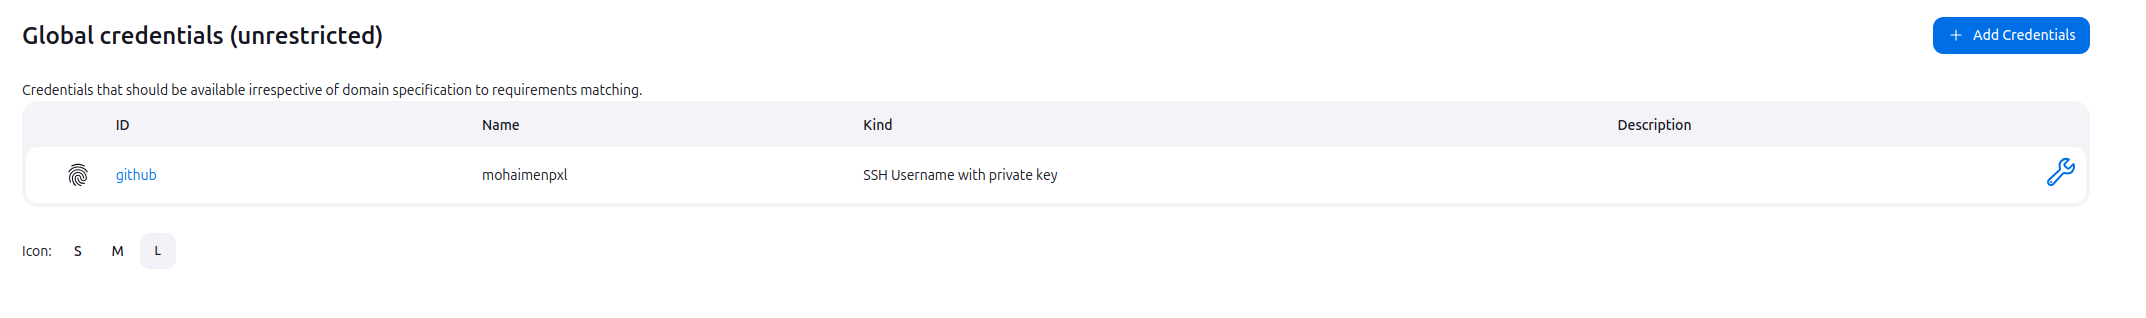 Global credentials (unrestricted)
+ Add Credentials
Credentials that should be available irrespective of domain specification to requirements matching.
ID Name Kind Description
github mohaimenpxl SSH Username with private key
Icon: S M L